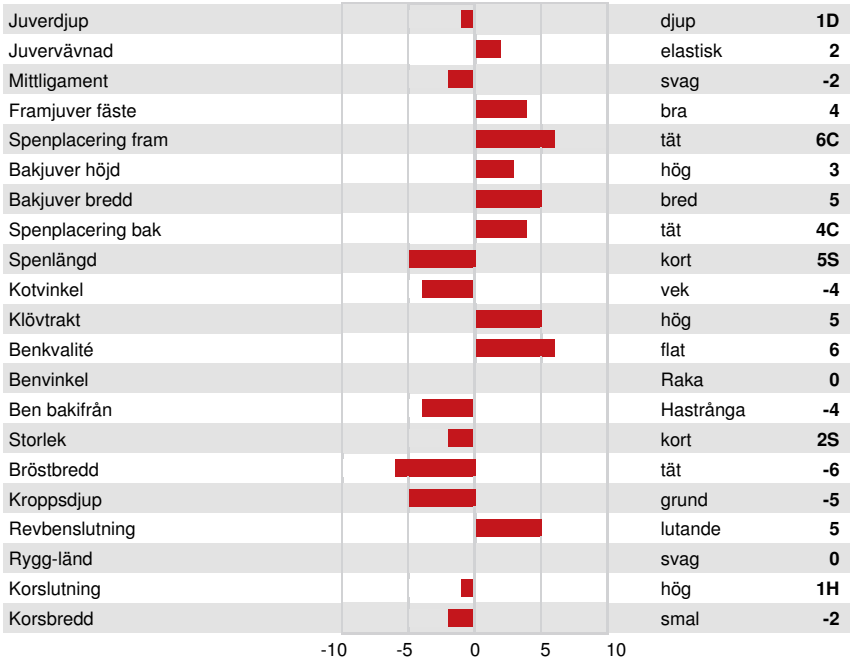 Juverdjup djup 1D
Juvervävnad elastisk 2
Mittligament svag -2
Framjuver fäste bra 4
Spenplacering fram tät 6C
Bakjuver höjd hög 3
Bakjuver bredd bred 5
Spenplacering bak tät 4C
Spenlängd kort 5S
Kotvinkel vek -4
Klövtrakt hög 5
Benkvalité flat 6
Benvinkel Raka 0
Ben bakifrån Hastrånga -4
Storlek kort 2S
Bröstbredd tät -6
Kroppsdjup grund -5
Revbenslutning lutande 5
Rygg-länd svag 0
Korslutning hög 1H
Korsbredd smal -2
-10 -5 0 5 10